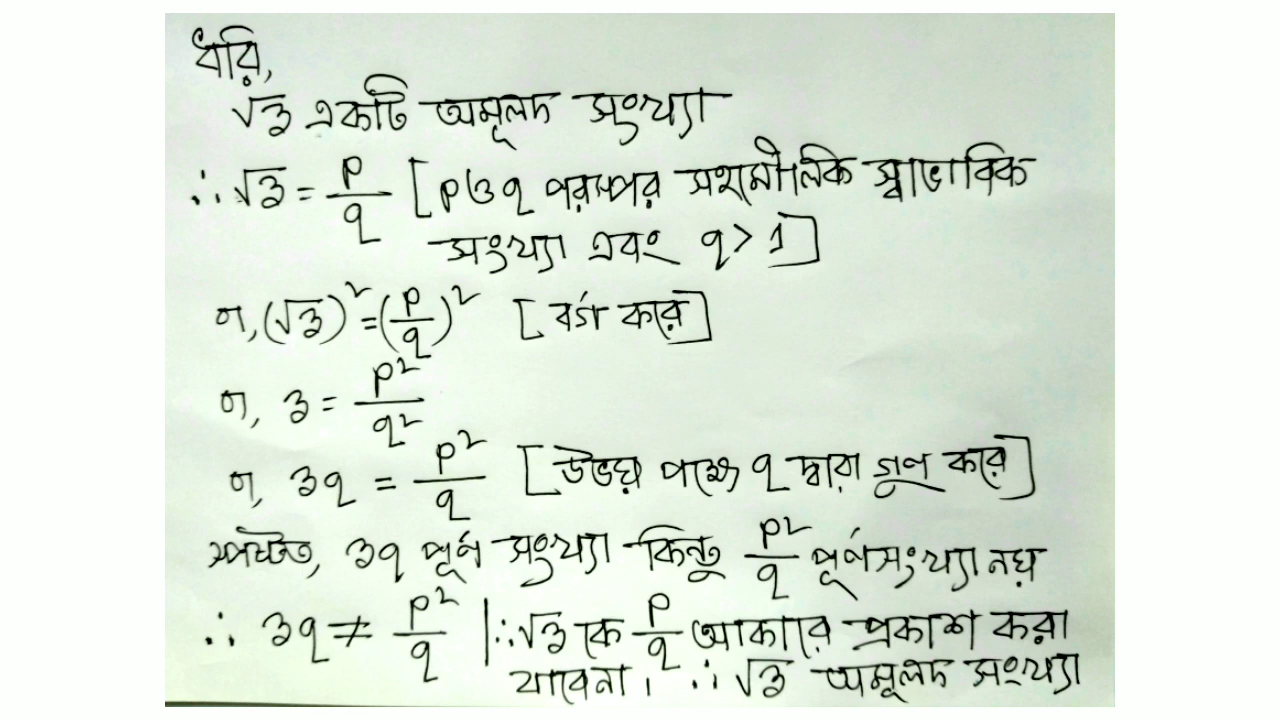 ধরি,
√3 একটি অমূলদ সংখ্যা
∴ √3 = p/q [p ও q পরস্পর সহমৌলিক স্বাভাবিক
সংখ্যা এবং q > 1]
বা, (√3)² = (p/q)² [বর্গ করে]
বা, 3 = p²/q²
বা, 3q = p²/q [উভয় পক্ষে q দ্বারা গুণ করে]
স্পষ্টত, 3q পূর্ণ সংখ্যা কিন্তু p²/q পূর্ণসংখ্যা নয়
∴ 3q ≠ p²/q | ∴ √3 কে p/q আকারে প্রকাশ করা
যাবেনা। ∴ √3 অমূলদ সংখ্যা